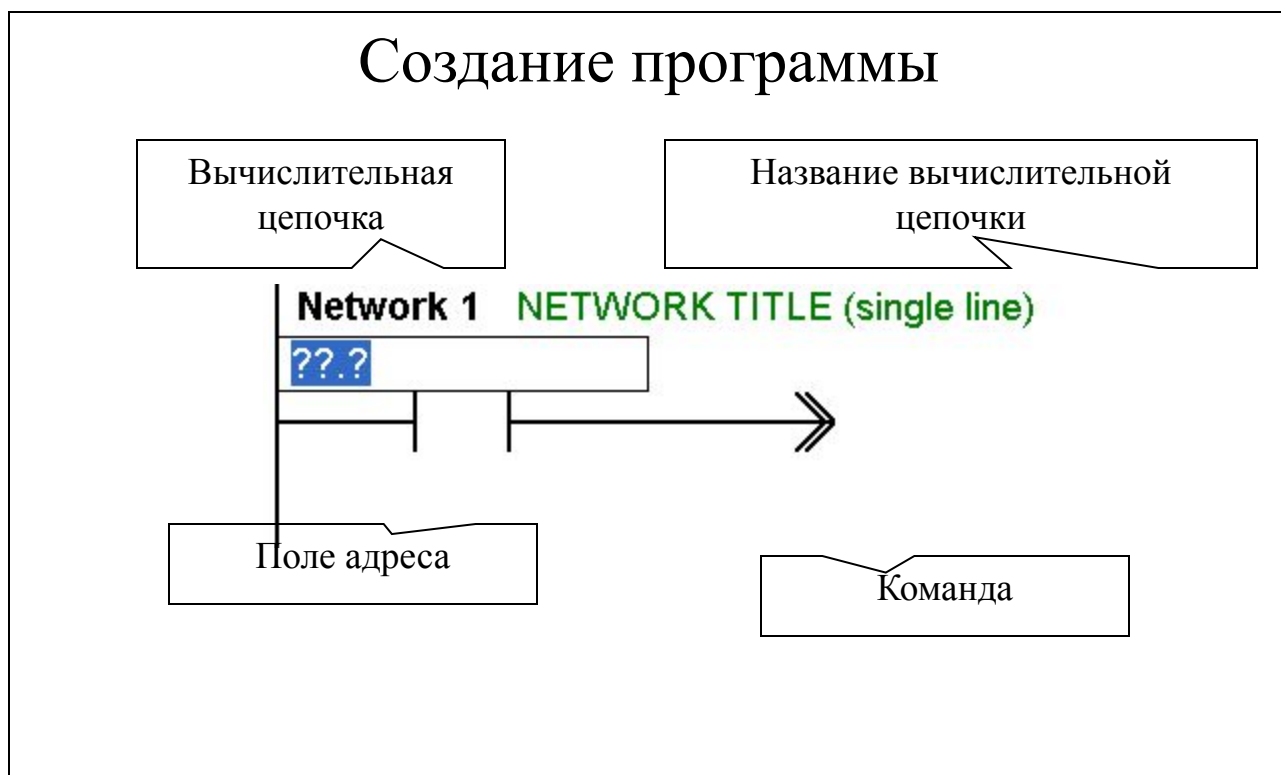 Создание программы
Вычислительная
цепочка
Название вычислительной
цепочки
Network 1 NETWORK TITLE (single line)
??.?
Поле адреса
Команда